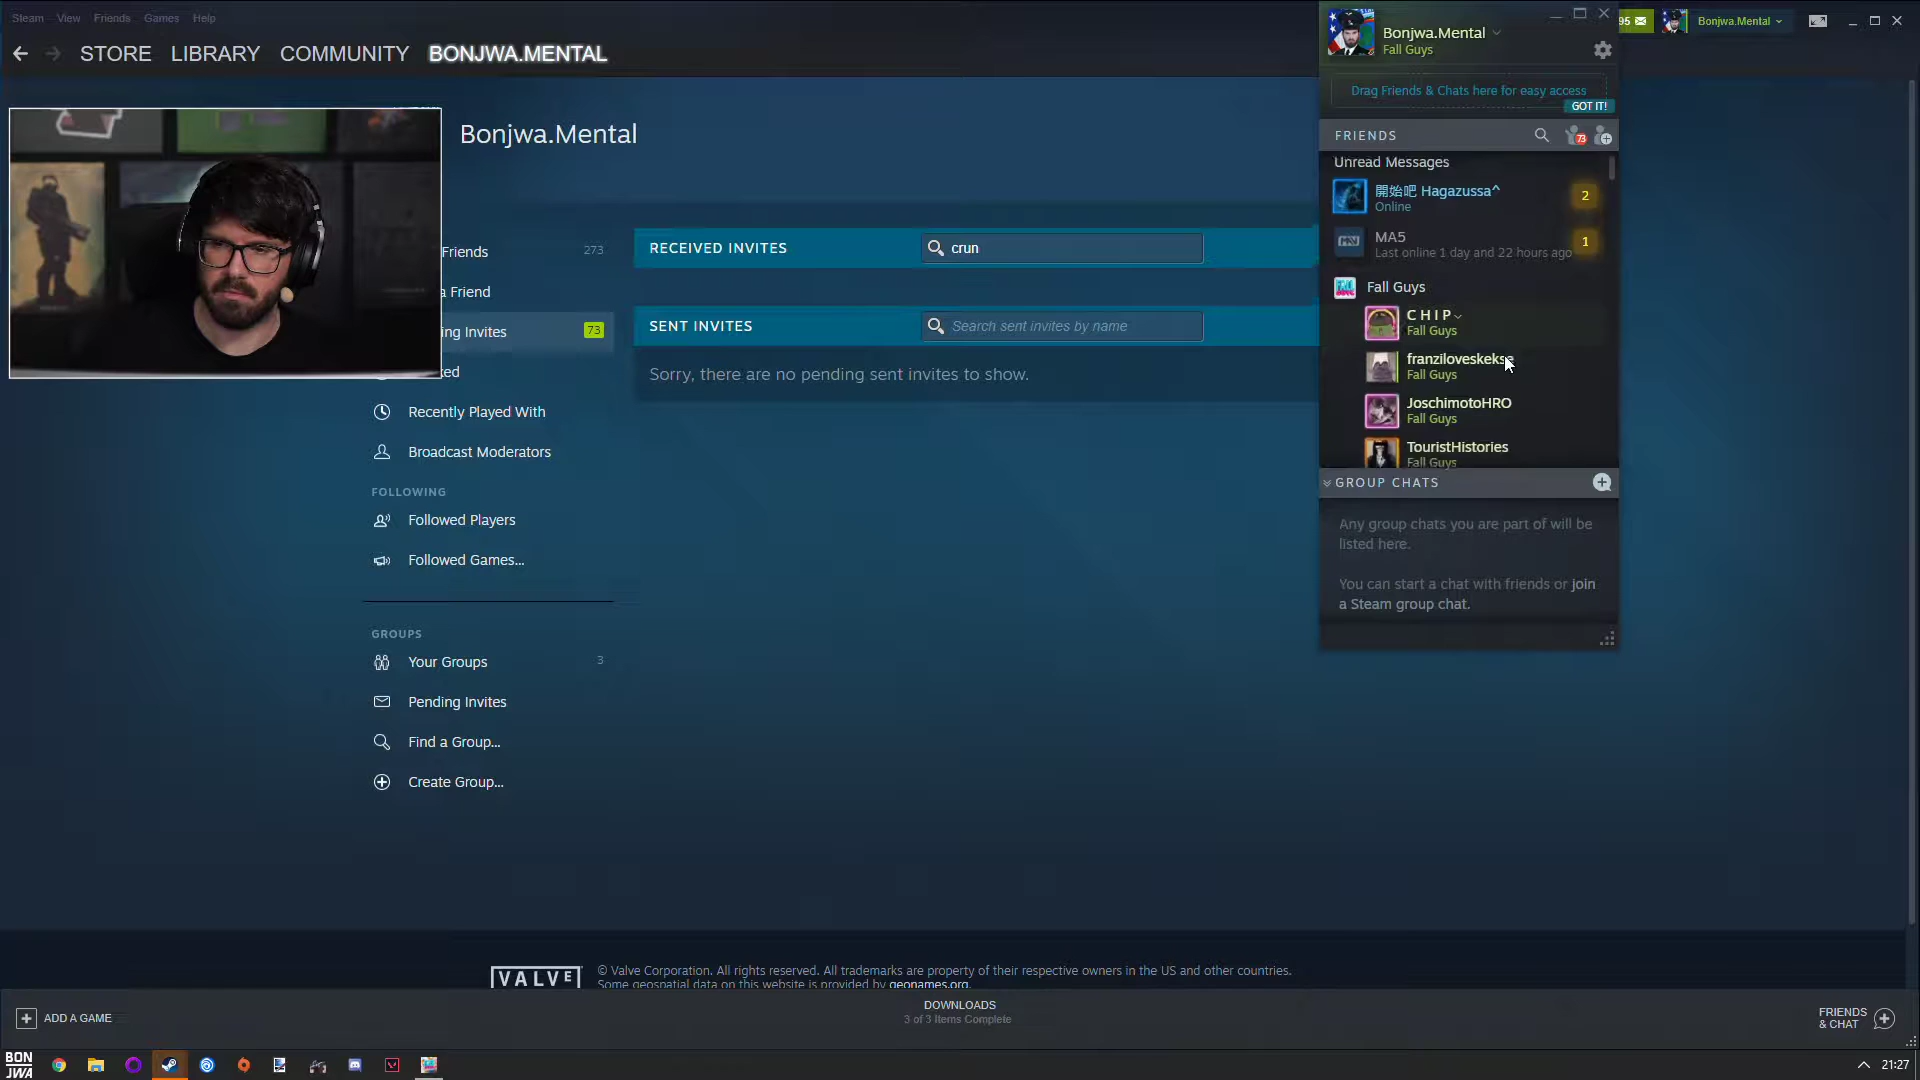 Steam View Friends Games Help
STORE LIBRARY COMMUNITY BONJWA.MENTAL
95 Bonjwa.Mental
Bonjwa.Mental
Friends 273
a Friend
ing Invites 73
ked
Recently Played With
Broadcast Moderators
FOLLOWING
Followed Players
Followed Games...
GROUPS
Your Groups 3
Pending Invites
Find a Group...
Create Group...
RECEIVED INVITES crun
SENT INVITES Search sent invites by name
Sorry, there are no pending sent invites to show.
Bonjwa.Mental
Fall Guys
Drag Friends & Chats here for easy access
GOT IT!
FRIENDS 73
Unread Messages
開始吧 Hagazussa^ 2
Online
MA5 1
Last online 1 day and 22 hours ago
Fall Guys
C H I P
Fall Guys
franziloveskekse
Fall Guys
JoschimotoHRO
Fall Guys
TouristHistories
Fall Guys
GROUP CHATS
Any group chats you are part of will be
listed here.
You can start a chat with friends or join
a Steam group chat.
VALVE
© Valve Corporation. All rights reserved. All trademarks are property of their respective owners in the US and other countries.
Some geospatial data on this website is provided by geonames.org.
ADD A GAME
DOWNLOADS
3 of 3 Items Complete
FRIENDS
& CHAT
BON
JWA
21:27